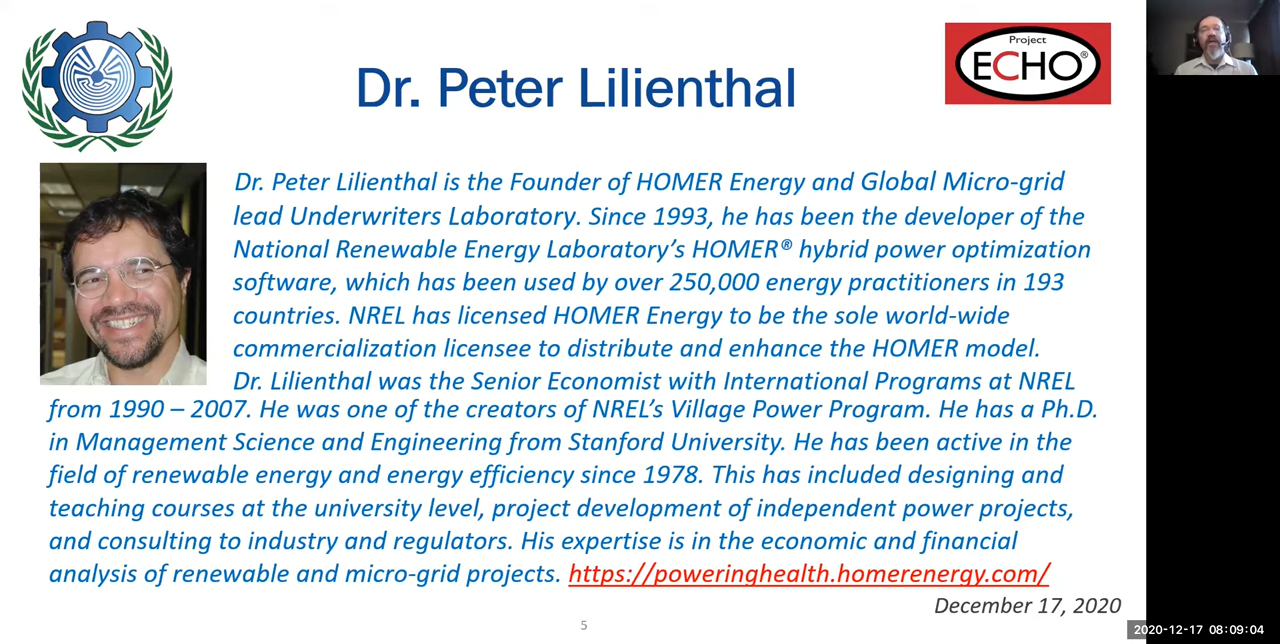 Project
ECHO®
Dr. Peter Lilienthal
Dr. Peter Lilienthal is the Founder of HOMER Energy and Global Micro-grid
lead Underwriters Laboratory. Since 1993, he has been the developer of the
National Renewable Energy Laboratory’s HOMER® hybrid power optimization
software, which has been used by over 250,000 energy practitioners in 193
countries. NREL has licensed HOMER Energy to be the sole world-wide
commercialization licensee to distribute and enhance the HOMER model.
Dr. Lilienthal was the Senior Economist with International Programs at NREL
from 1990 – 2007. He was one of the creators of NREL’s Village Power Program. He has a Ph.D.
in Management Science and Engineering from Stanford University. He has been active in the
field of renewable energy and energy efficiency since 1978. This has included designing and
teaching courses at the university level, project development of independent power projects,
and consulting to industry and regulators. His expertise is in the economic and financial
analysis of renewable and micro-grid projects. https://poweringhealth.homerenergy.com/
December 17, 2020
5
2020-12-17 08:09:04